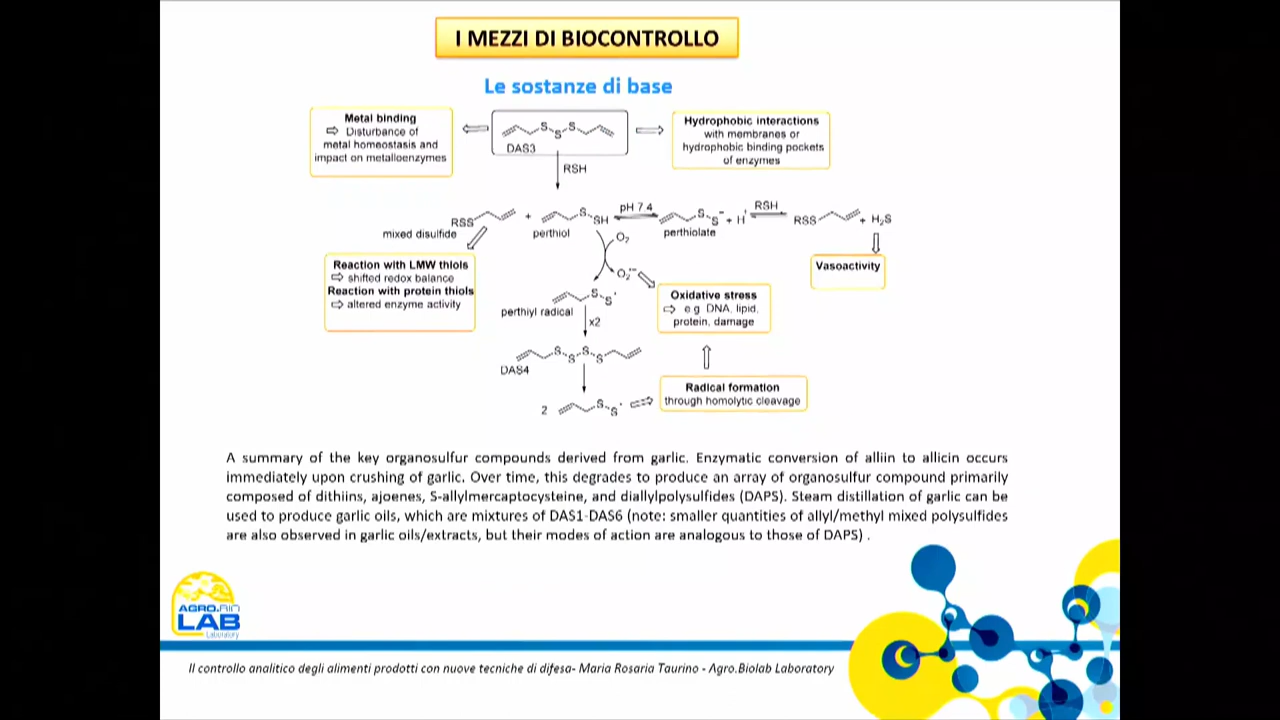 I MEZZI DI BIOCONTROLLO
Le sostanze di base
Metal binding
⇨ Disturbance of
metal homeostasis and
impact on metalloenzymes
S S
S
DAS3
Hydrophobic interactions
with membranes or
hydrophobic binding pockets
of enzymes
RSH
RSS
mixed disulfide
+
S
SH
perthiol
pH 7 4
S
S⁻
+ H
perthiolate
RSH
RSS
+ H₂S
O₂
O₂
Vasoactivity
Reaction with LMW thiols
⇨ shifted redox balance
Reaction with protein thiols
⇨ altered enzyme activity
S
S
perthiyl radical
x2
Oxidative stress
⇨ e g DNA, lipid,
protein, damage
S S
S S
DAS4
2
S
S
Radical formation
through homolytic cleavage
A summary of the key organosulfur compounds derived from garlic. Enzymatic conversion of alliin to allicin occurs
immediately upon crushing of garlic. Over time, this degrades to produce an array of organosulfur compound primarily
composed of dithiins, ajoenes, S-allylmercaptocysteine, and diallylpolysulfides (DAPS). Steam distillation of garlic can be
used to produce garlic oils, which are mixtures of DAS1-DAS6 (note: smaller quantities of allyl/methyl mixed polysulfides
are also observed in garlic oils/extracts, but their modes of action are analogous to those of DAPS) .
AGRO.BIO
LAB
Laboratory
Il controllo analitico degli alimenti prodotti con nuove tecniche di difesa- Maria Rosaria Taurino - Agro.Biolab Laboratory